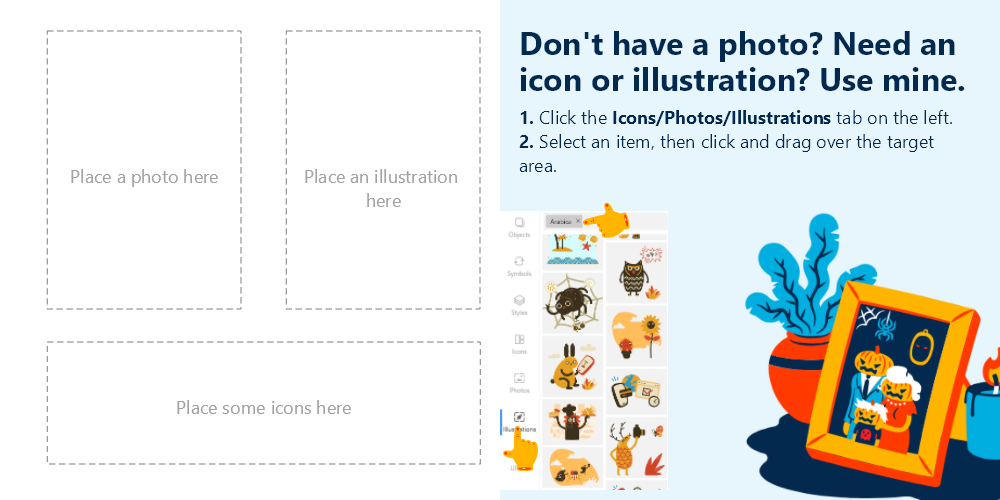 Place a photo here
Place an illustration
here
Place some icons here
Don't have a photo? Need an
icon or illustration? Use mine.
1. Click the Icons/Photos/Illustrations tab on the left.
2. Select an item, then click and drag over the target
area.
Arabica ×
Objects
Symbols
Styles
Icons
Photos
Illustrations